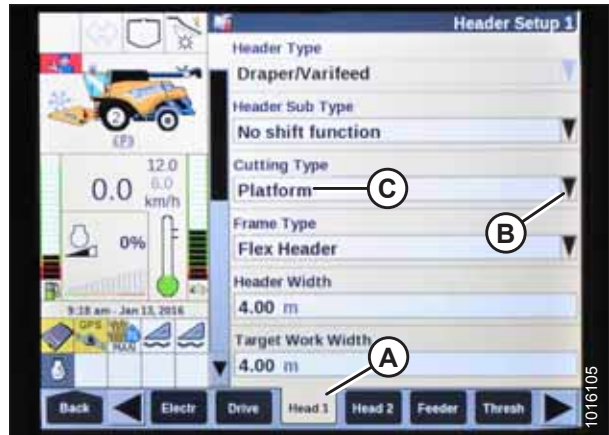 Header Setup 1
Header Type
Draper/Varifeed
Header Sub Type
No shift function
Cutting Type
Platform
C
B
Frame Type
Flex Header
Header Width
4.00 m
Target Work Width
4.00 m
A
2
(F)
12.0
6.0
0.0 km/h
0%
9:18 am - Jan 13, 2016
GPS
MAN
Back
Electr
Drive
Head 1
Head 2
Feeder
Thresh
1016105